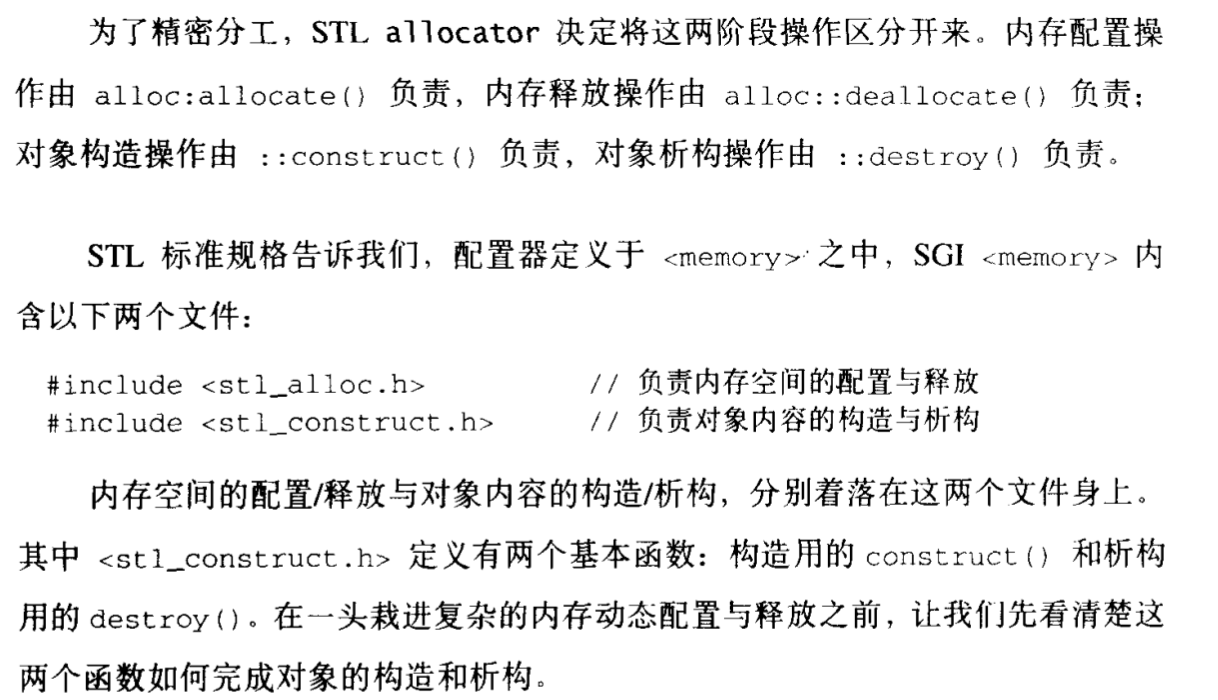 为了精密分工，STL allocator 决定将这两阶段操作区分开来。内存配置操
作由 alloc:allocate() 负责，内存释放操作由 alloc::deallocate() 负责；
对象构造操作由 ::construct() 负责，对象析构操作由 ::destroy() 负责。
STL 标准规格告诉我们，配置器定义于 <memory> 之中，SGI <memory> 内
含以下两个文件：
#include <stl_alloc.h> // 负责内存空间的配置与释放
#include <stl_construct.h> // 负责对象内容的构造与析构
内存空间的配置/释放与对象内容的构造/析构，分别着落在这两个文件身上。
其中 <stl_construct.h> 定义有两个基本函数：构造用的 construct() 和析构
用的 destroy()。在一头栽进复杂的内存动态配置与释放之前，让我们先看清楚这
两个函数如何完成对象的构造和析构。